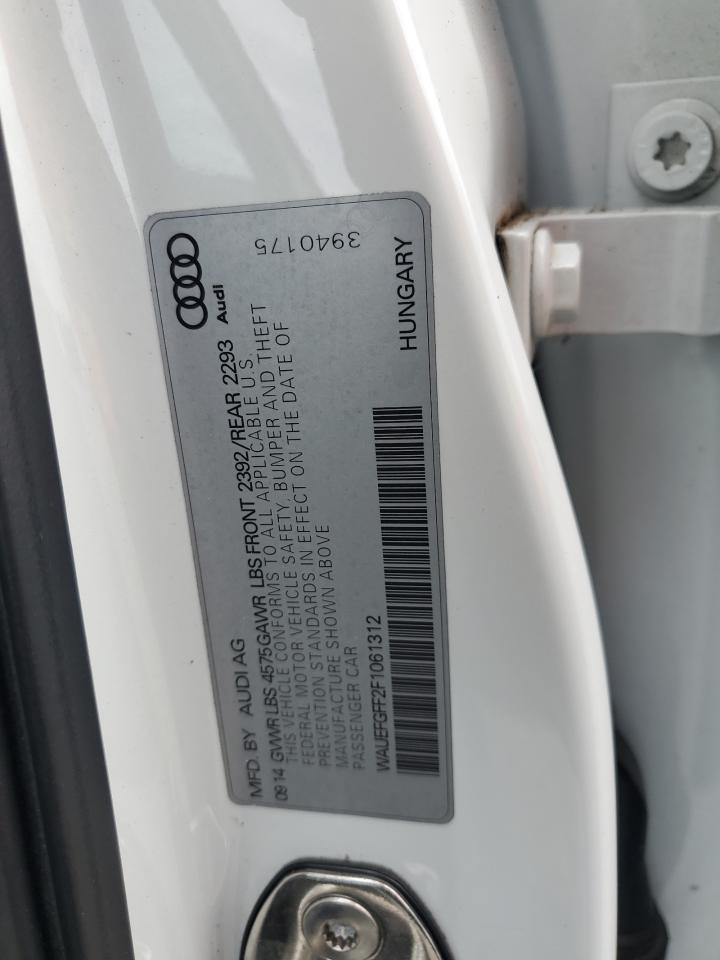 MFD. BY AUDI AG
Audi
09 14 GVWR LBS 4575 GAWR LBS FRONT 2392/REAR 2293
THIS VEHICLE CONFORMS TO ALL APPLICABLE U.S.
FEDERAL MOTOR VEHICLE SAFETY, BUMPER AND THEFT
PREVENTION STANDARDS IN EFFECT ON THE DATE OF
MANUFACTURE SHOWN ABOVE
PASSENGER CAR
3940175
WAUEFGFF2F1061312
HUNGARY